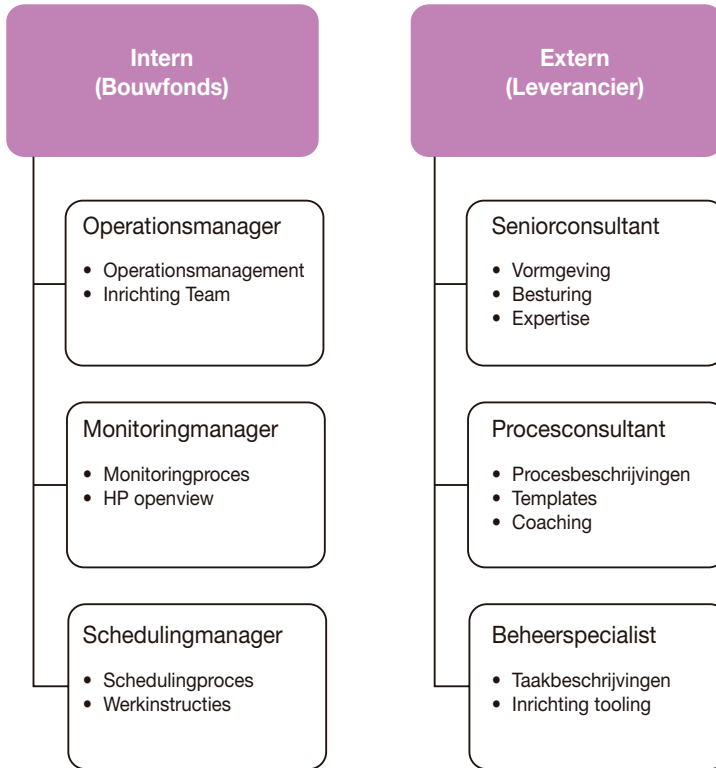 Intern
(Bouwfonds)
Operationsmanager
• Operationsmanagement
• Inrichting Team
Monitoringmanager
• Monitoringproces
• HP openview
Schedulingmanager
• Schedulingproces
• Werkinstructies
Extern
(Leverancier)
Seniorconsultant
• Vormgeving
• Besturing
• Expertise
Procesconsultant
• Procesbeschrijvingen
• Templates
• Coaching
Beheerspecialist
• Taakbeschrijvingen
• Inrichting tooling